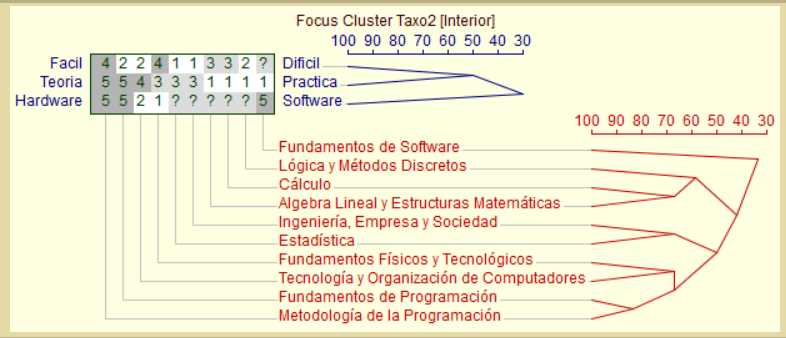 Focus Cluster Taxo2 [Interior]
100 90 80 70 60 50 40 30
Facil 4 2 2 4 1 1 3 3 2 ? Dificil
Teoria 5 5 4 3 3 3 1 1 1 1 Practica
Hardware 5 5 2 1 ? ? ? ? ? 5 Software
100 90 80 70 60 50 40 30
Fundamentos de Software
Lógica y Métodos Discretos
Cálculo
Algebra Lineal y Estructuras Matemáticas
Ingeniería, Empresa y Sociedad
Estadística
Fundamentos Físicos y Tecnológicos
Tecnología y Organización de Computadores
Fundamentos de Programación
Metodología de la Programación